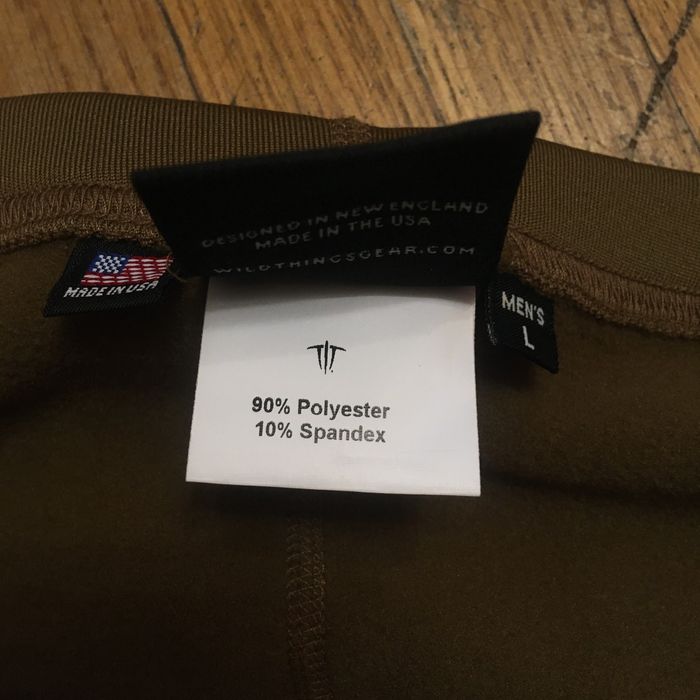 DESIGNED IN NEW ENGLAND
MADE IN THE USA
WILDTHINGSGEAR.COM
MADE IN USA
MEN'S
L
90% Polyester
10% Spandex